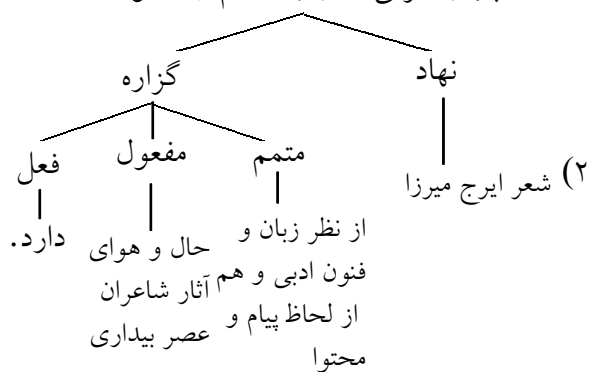 نهاد
گزاره
متمم
مفعول
فعل
۲) شعر ایرج میرزا
از نظر زبان و
فنون ادبی و هم
از لحاظ پیام و
محتوا
حال و هوای
آثار شاعران
عصر بیداری
دارد.